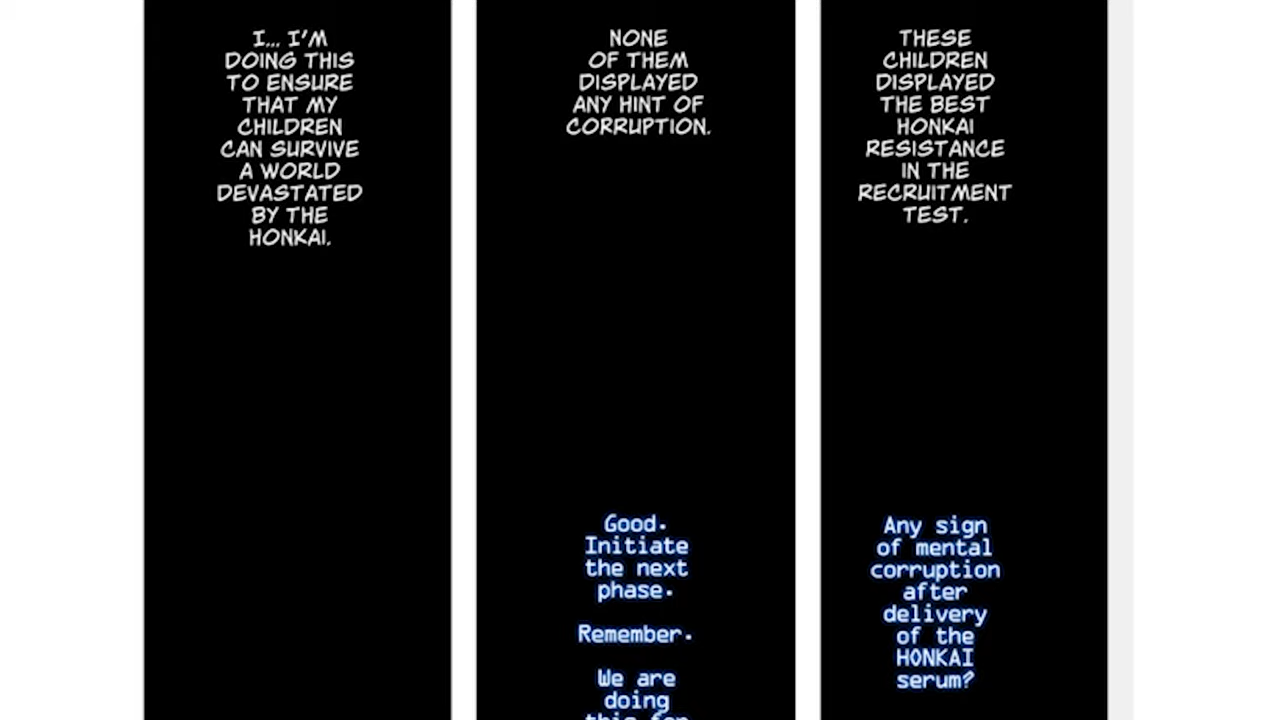 THESE
CHILDREN
DISPLAYED
THE BEST
HONKAI
RESISTANCE
IN THE
RECRUITMENT
TEST.
Any sign
of mental
corruption
after
delivery
of the
HONKAI
serum?
NONE
OF THEM
DISPLAYED
ANY HINT OF
CORRUPTION.
Good.
Initiate
the next
phase.
Remember.
We are
doing
this for
I... I'M
DOING THIS
TO ENSURE
THAT MY
CHILDREN
CAN SURVIVE
A WORLD
DEVASTATED
BY THE
HONKAI.